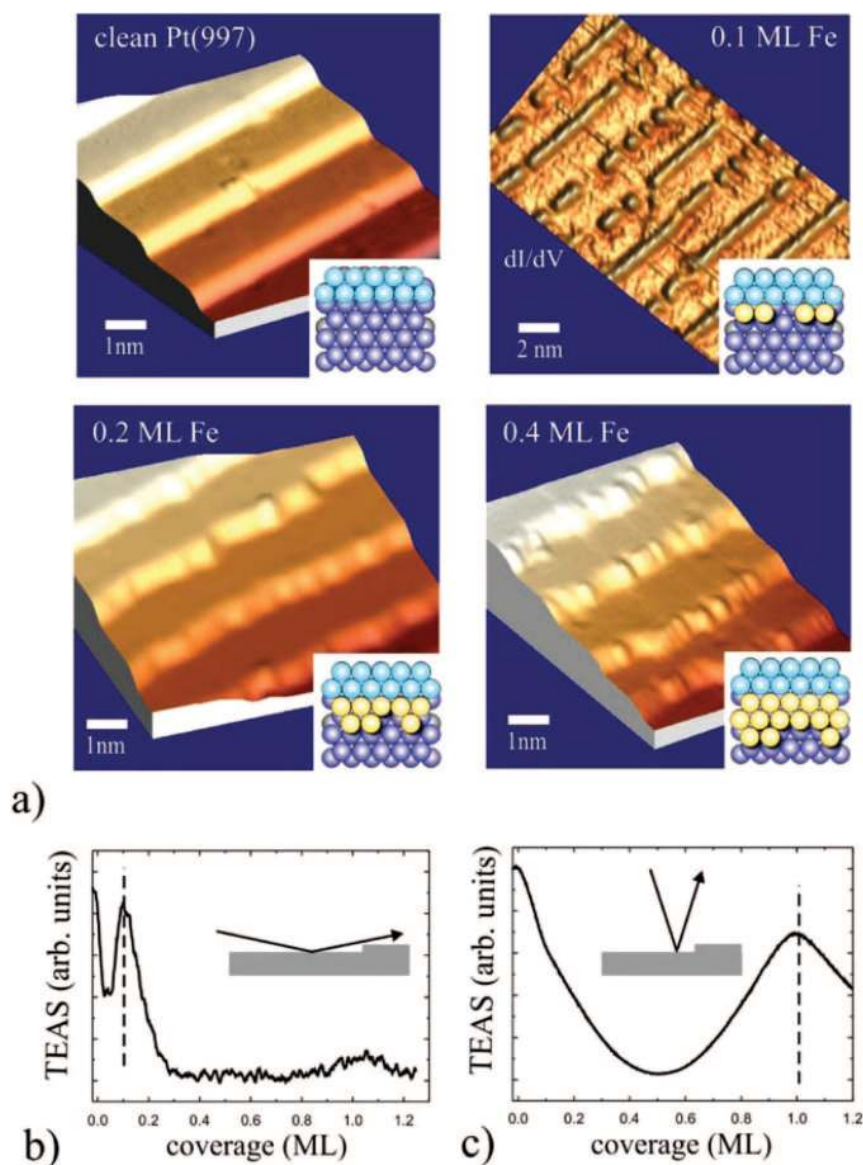 clean Pt(997)
1nm
0.1 ML Fe
dI/dV
2 nm
0.2 ML Fe
1nm
0.4 ML Fe
1nm
a)
TEAS (arb. units)
-0.0 0.2 0.4 0.6 0.8 1.0 1.2
coverage (ML)
b)
TEAS (arb. units)
-0.0 0.2 0.4 0.6 0.8 1.0 1.2
coverage (ML)
c)